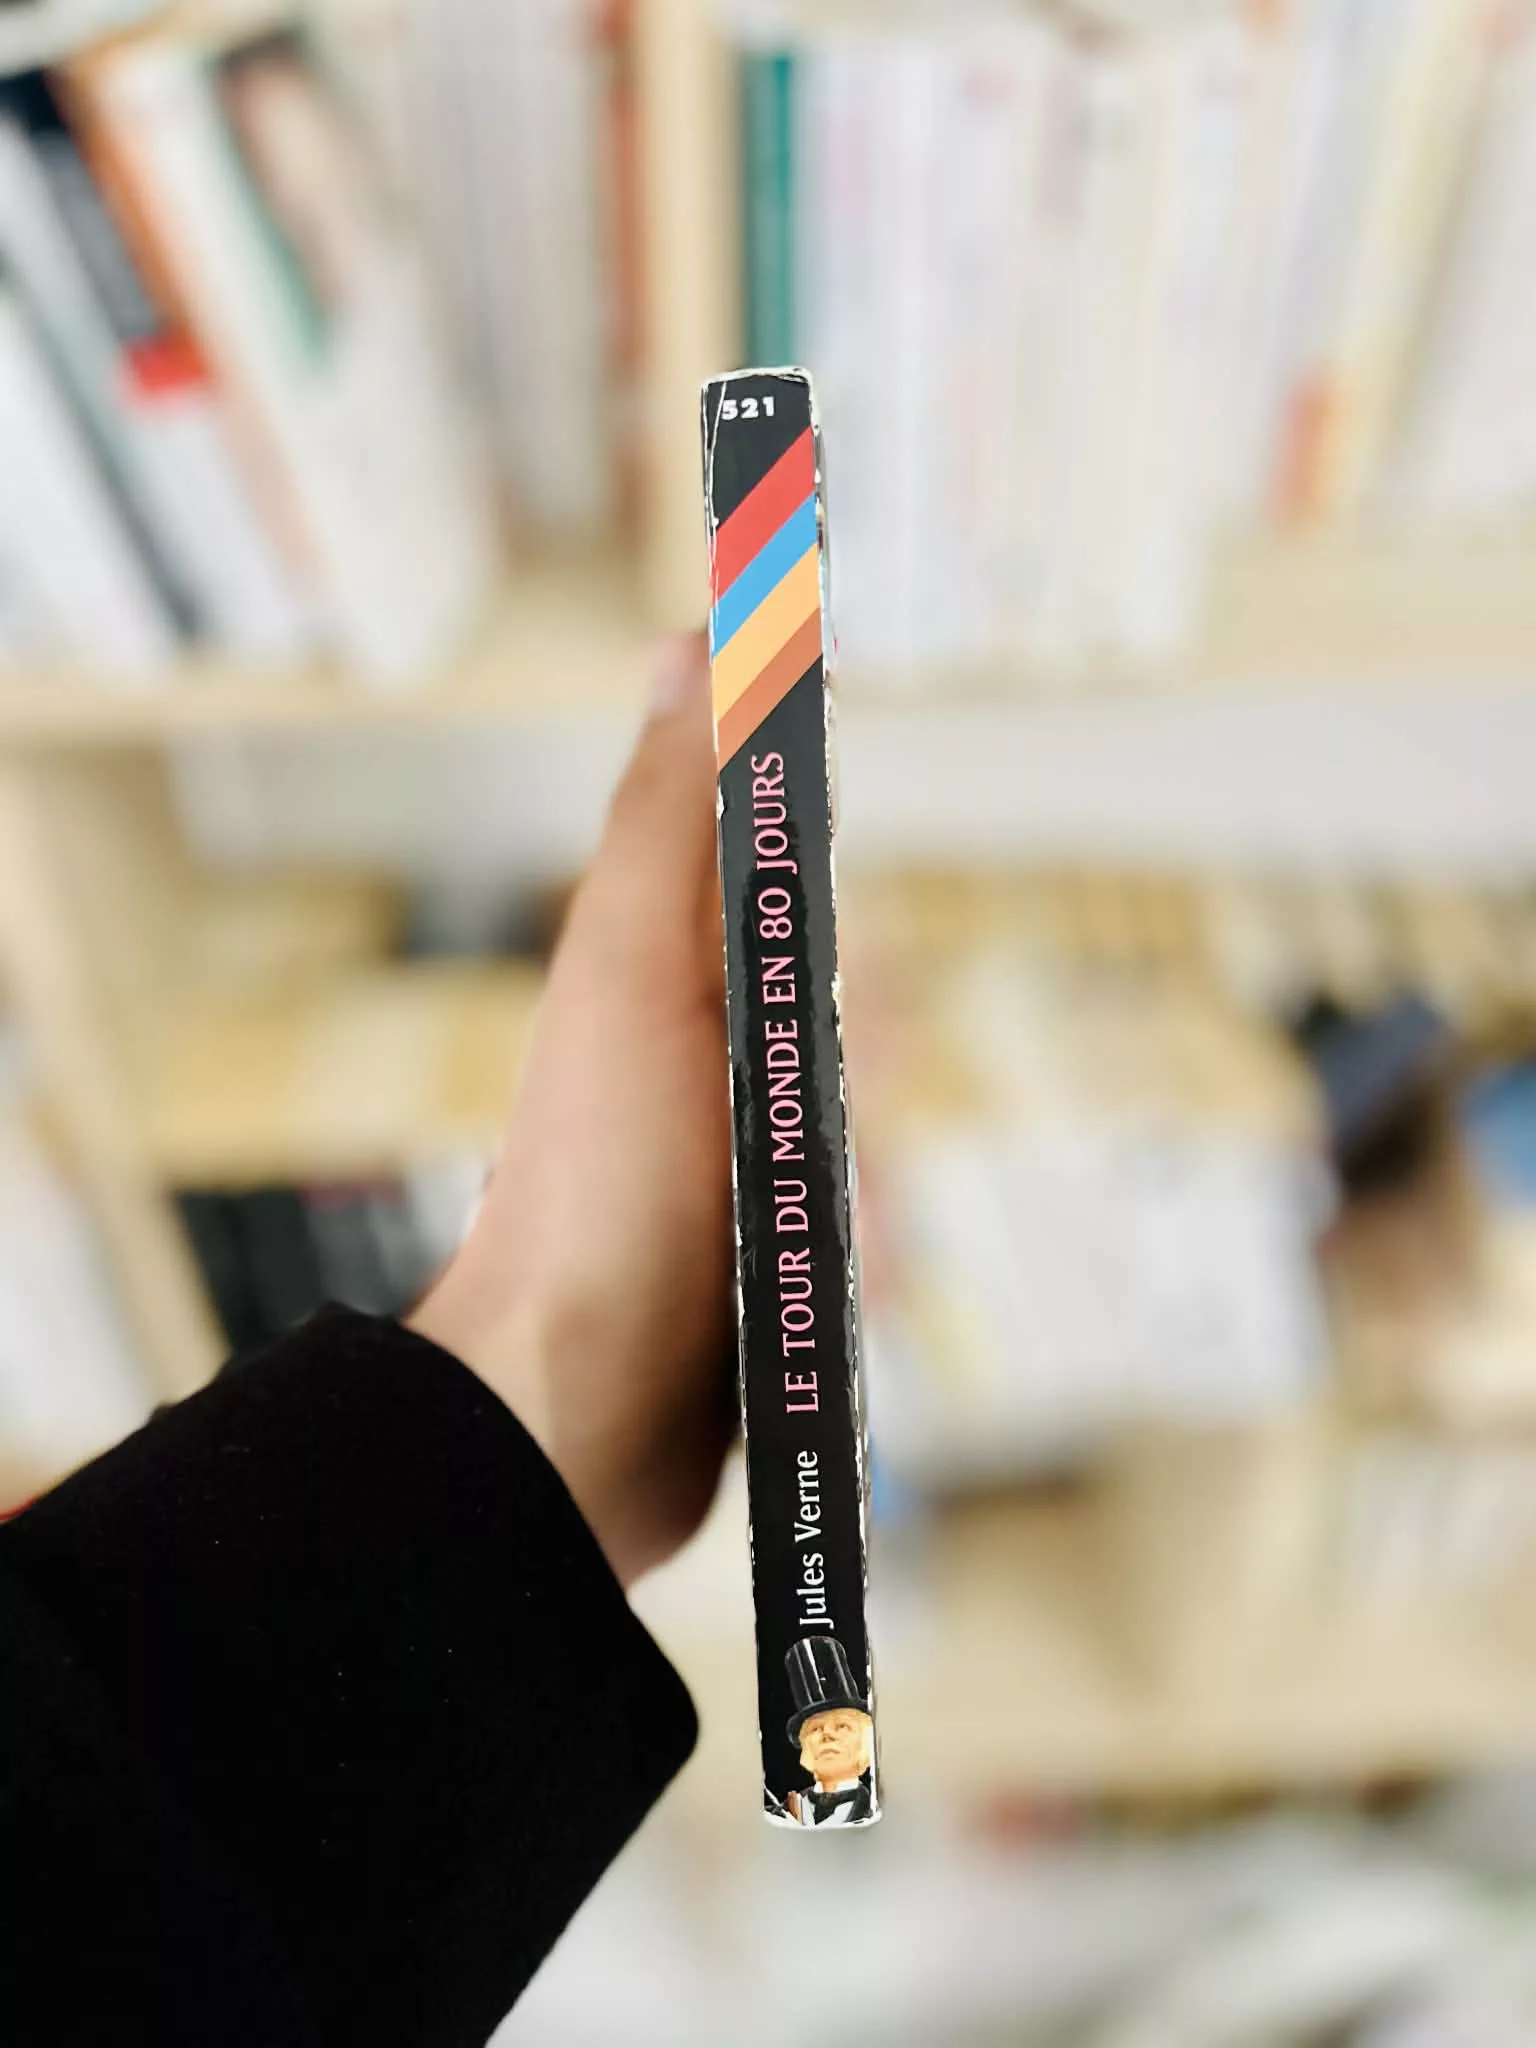 521
Jules Verne LE TOUR DU MONDE EN 80 JOURS